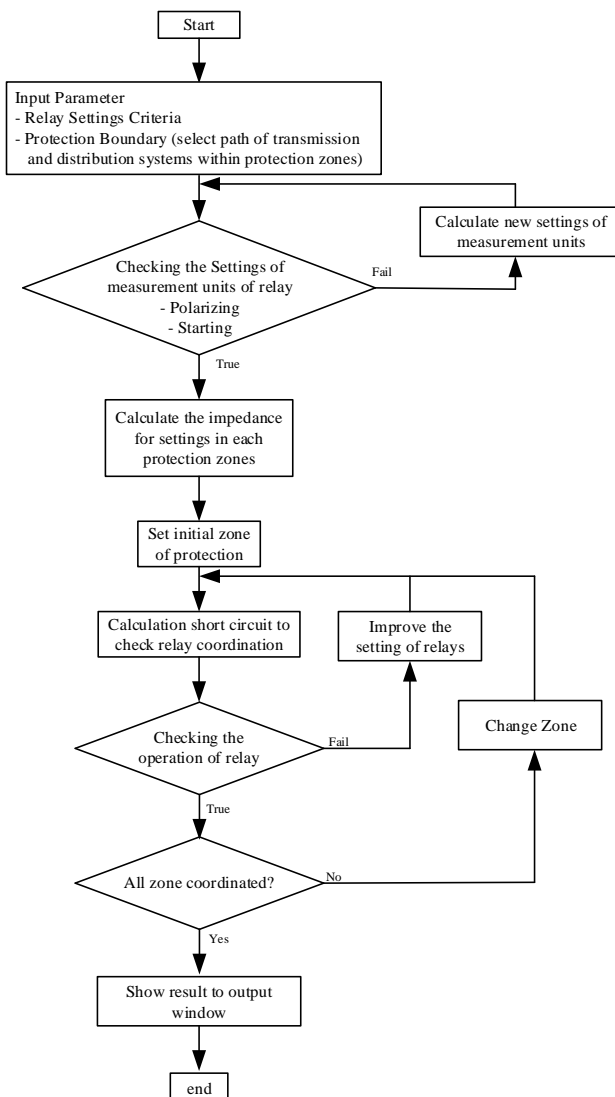 Start
Input Parameter
- Relay Settings Criteria
- Protection Boundary (select path of transmission
and distribution systems within protection zones)
Calculate new settings of
measurement units
Checking the Settings of
measurement units of relay
- Polarizing
- Starting
Fail
True
Calculate the impedance
for settings in each
protection zones
Set initial zone
of protection
Calculation short circuit to
check relay coordination
Improve the
setting of relays
Change Zone
Checking the
operation of relay
Fail
True
All zone coordinated?
No
Yes
Show result to output
window
end